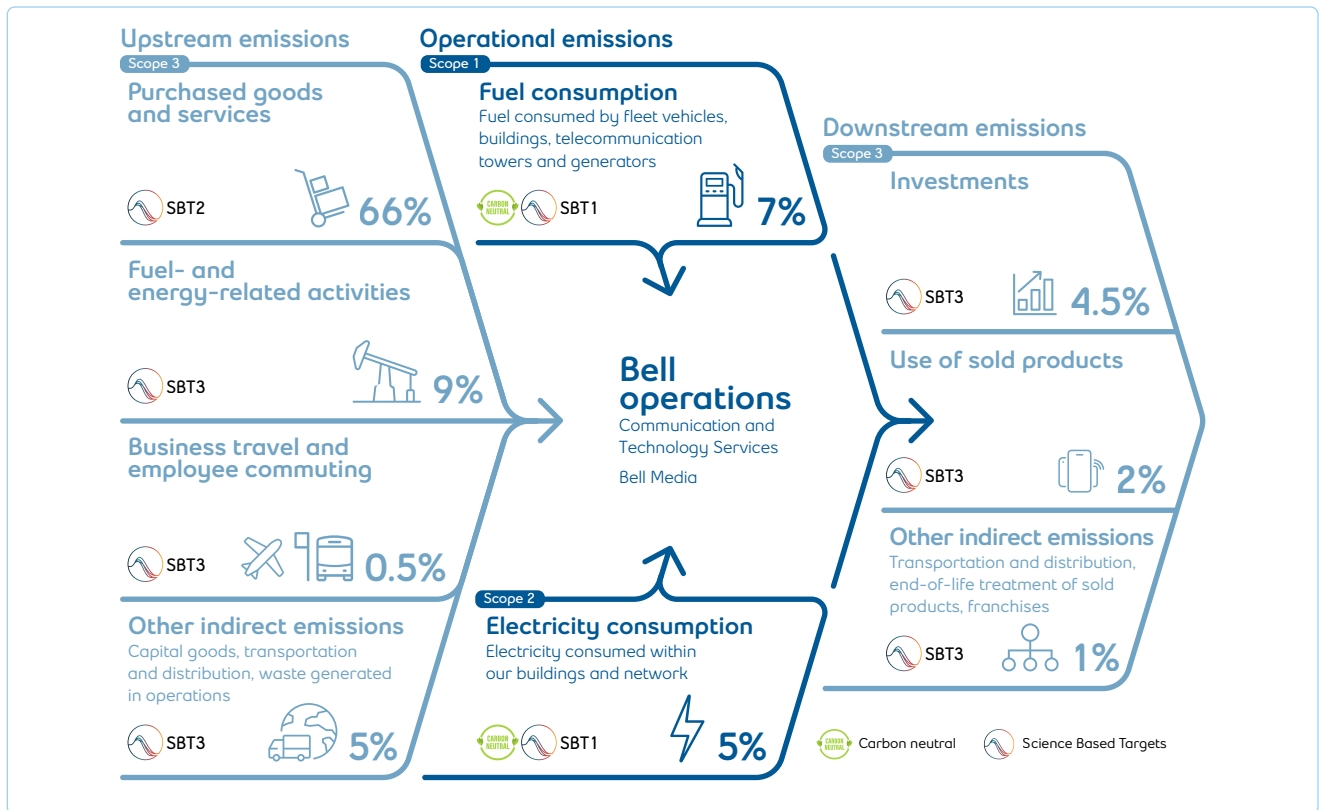 Upstream emissions
Scope 3
Purchased goods
and services
SBT2
66%
Fuel- and
energy-related activities
SBT3
9%
Business travel and
employee commuting
SBT3
0.5%
Other indirect emissions
Capital goods, transportation
and distribution, waste generated
in operations
SBT3
5%
Operational emissions
Scope 1
Fuel consumption
Fuel consumed by fleet vehicles,
buildings, telecommunication
towers and generators
CARBON
NEUTRAL
SBT1
7%
Bell
operations
Communication and
Technology Services
Bell Media
Scope 2
Electricity consumption
Electricity consumed within
our buildings and network
CARBON
NEUTRAL
SBT1
5%
Downstream emissions
Scope 3
Investments
SBT3
4.5%
Use of sold products
SBT3
2%
Other indirect emissions
Transportation and distribution,
end-of-life treatment of sold
products, franchises
SBT3
1%
CARBON
NEUTRAL
Carbon neutral
Science Based Targets